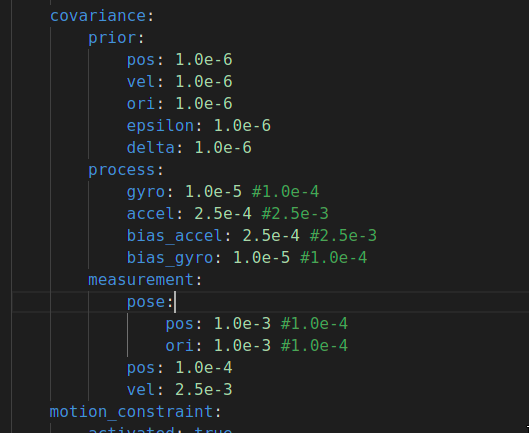 covariance:
    prior:
        pos: 1.0e-6
        vel: 1.0e-6
        ori: 1.0e-6
        epsilon: 1.0e-6
        delta: 1.0e-6
    process:
        gyro: 1.0e-5 #1.0e-4
        accel: 2.5e-4 #2.5e-3
        bias_accel: 2.5e-4 #2.5e-3
        bias_gyro: 1.0e-5 #1.0e-4
    measurement:
        pose:
            pos: 1.0e-3 #1.0e-4
            ori: 1.0e-3 #1.0e-4
        pos: 1.0e-4
        vel: 2.5e-3
motion_constraint:
    activated: true